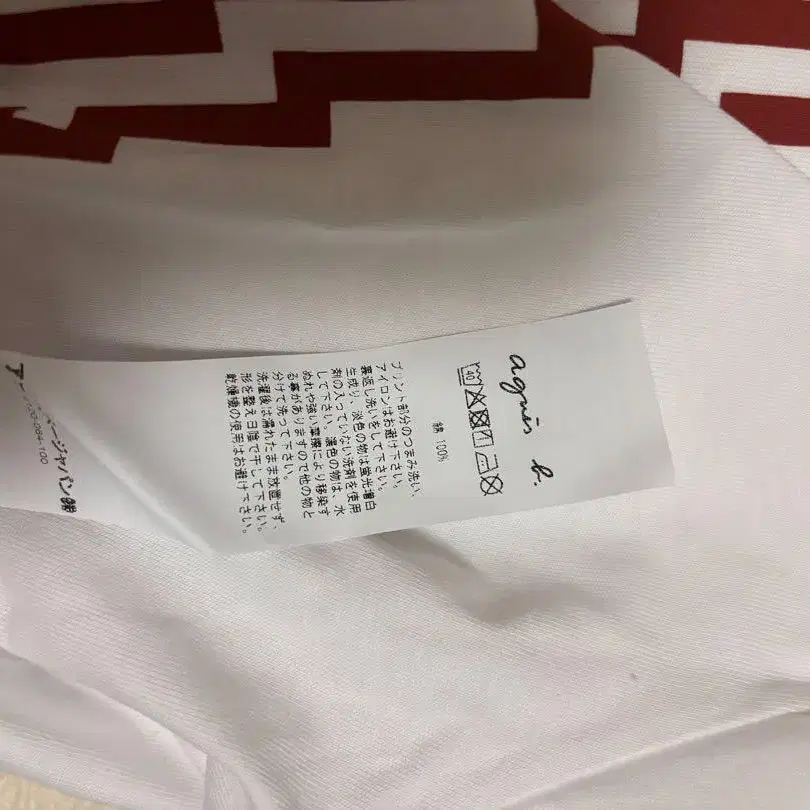 agnès b.
40
綿 100%
プリント部分のつまみ洗い、
アイロンはお避け下さい。
裏返し洗いをして下さい。
生成り、淡色の物は蛍光増白
剤の入っていない洗剤を使用
して下さい。濃色の物は、水
ぬれや強い摩擦により移染す
る事がありますので他の物と
分けて洗って下さい。
洗濯後は濡れたまま放置せず、
形を整え日陰で干して下さい。
乾燥機の使用はお避け下さい。
ジャパン㈱